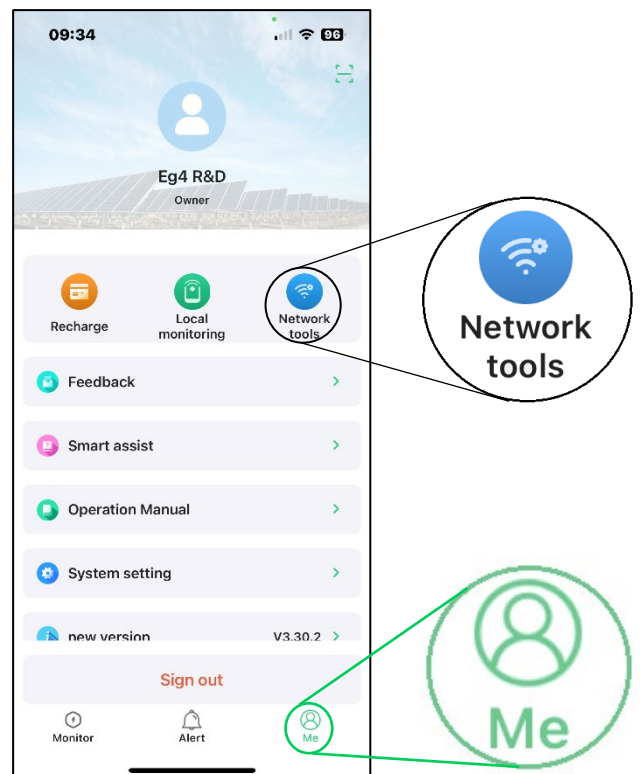 09:34
96
Eg4 R&D
Owner
Recharge
Local
monitoring
Network
tools
Network
tools
Feedback
Smart assist
Operation Manual
System setting
new version V3.30.2
Sign out
Monitor
Alert
Me
Me